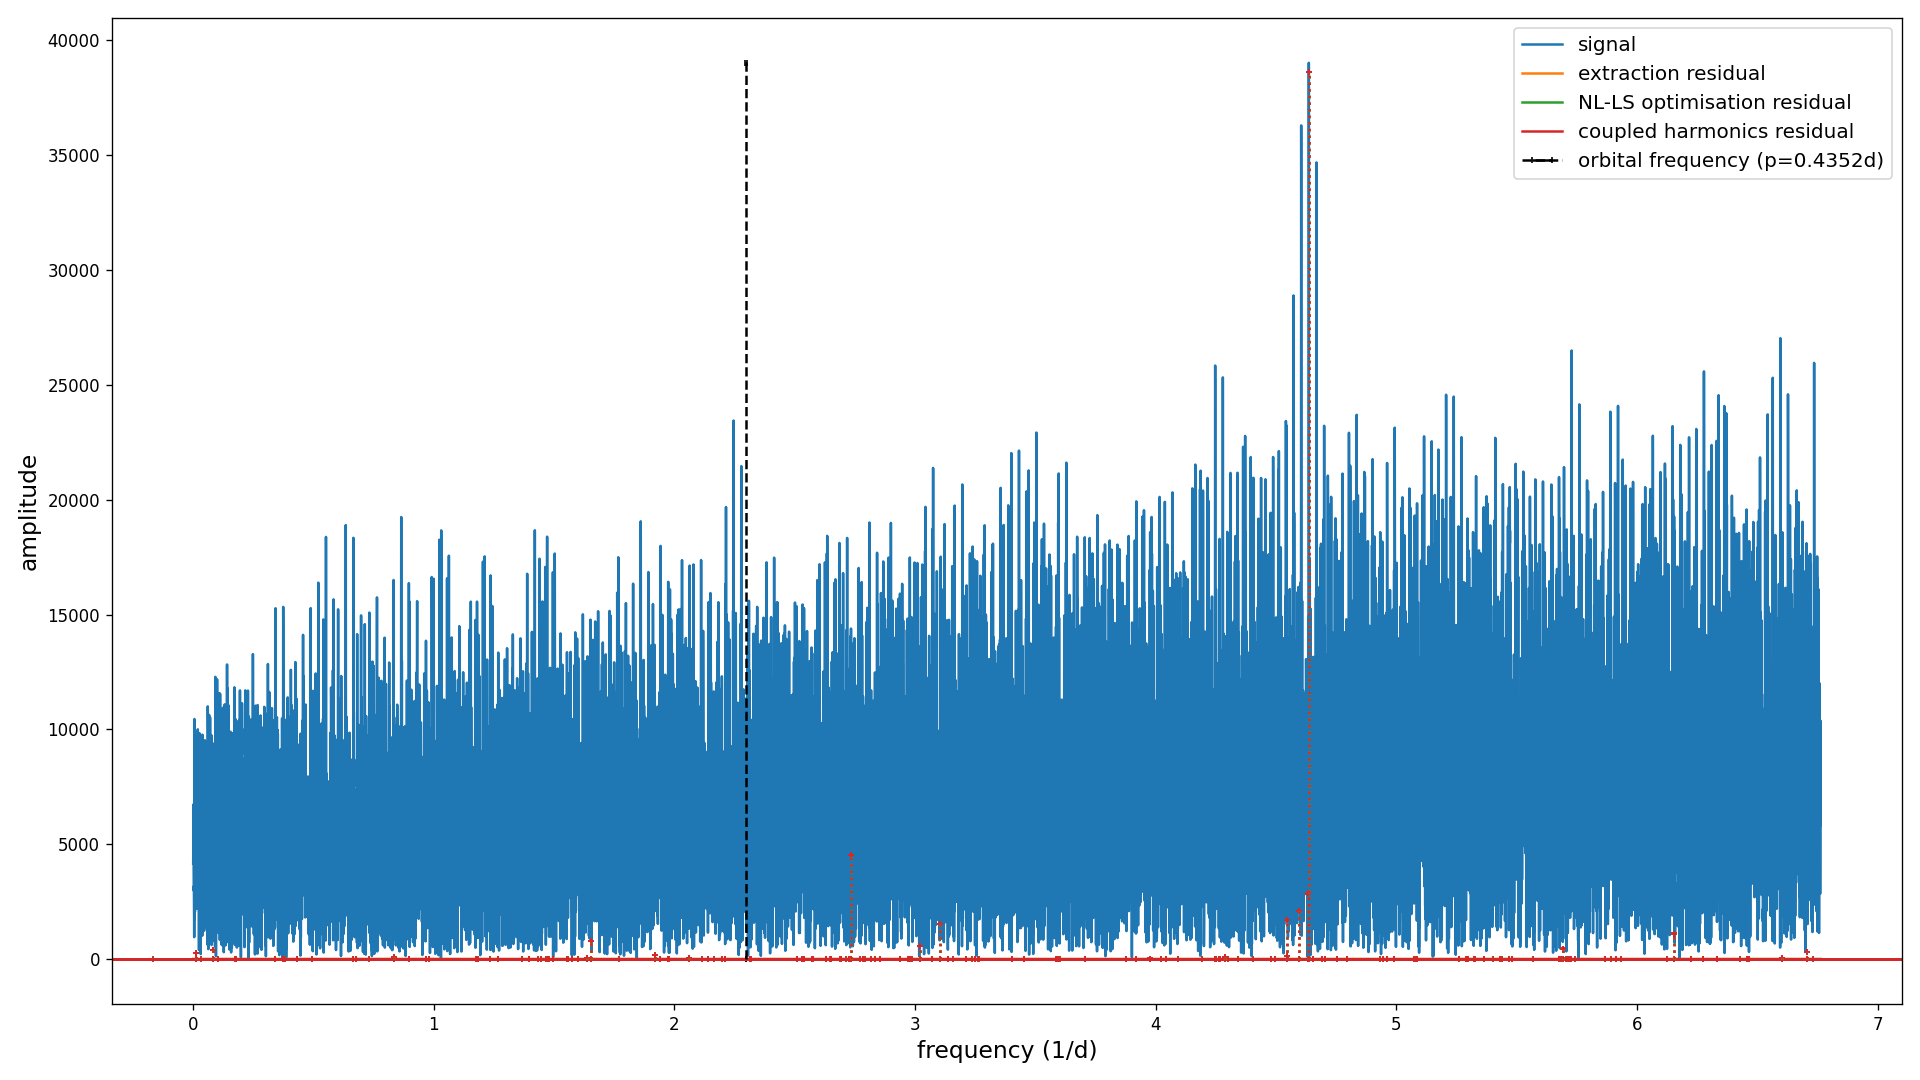 40000
35000
30000
25000
20000
15000
10000
5000
0
amplitude
0 1 2 3 4 5 6 7
frequency (1/d)
signal
extraction residual
NL-LS optimisation residual
coupled harmonics residual
orbital frequency (p=0.4352d)